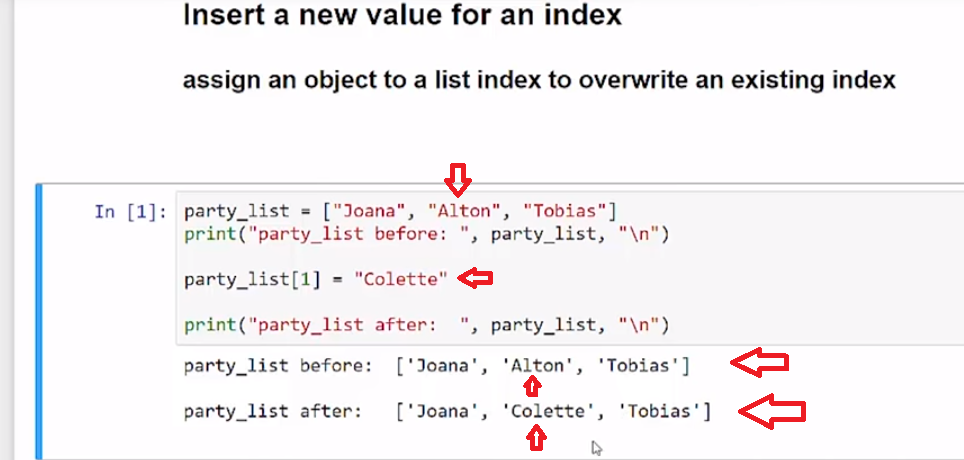 Insert a new value for an index
assign an object to a list index to overwrite an existing index
In [1]: party_list = ["Joana", "Alton", "Tobias"]
print("party_list before: ", party_list, "\n")
party_list[1] = "Colette"
print("party_list after:  ", party_list, "\n")
party_list before:  ['Joana', 'Alton', 'Tobias']
party_list after:   ['Joana', 'Colette', 'Tobias']